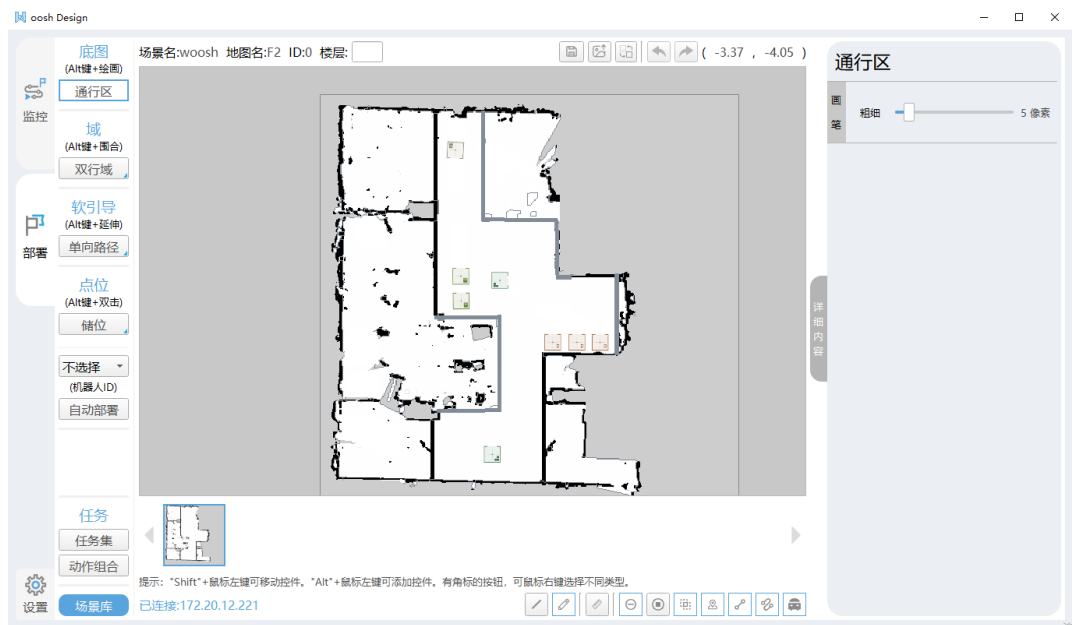 oosh Design
场景名:woosh 地图名:F2 ID:0 楼层:
( -3.37 , -4.05 )
监控
部署
设置
底图
(Alt键+绘画)
通行区
域
(Alt键+围合)
双行域
软引导
(Alt键+延伸)
单向路径
点位
(Alt键+双击)
储位
不选择
(机器人ID)
自动部署
任务
任务集
动作组合
场景库
提示："Shift"+鼠标左键可移动控件。"Alt"+鼠标左键可添加控件。有角标的按钮，可鼠标右键选择不同类型。
已连接:172.20.12.221
详细内容
通行区
画笔
粗细
5 像素